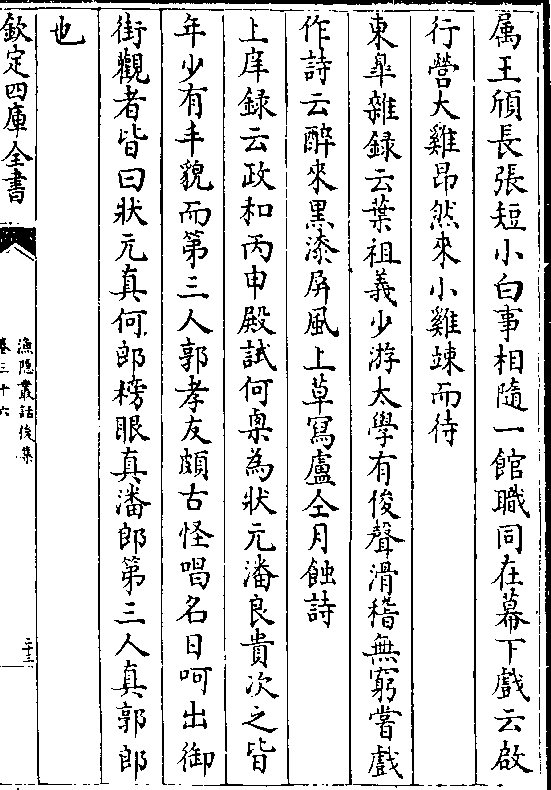 属王頎長張短小白事相隨一館職同在幕下戲云啟
行營大雞昂然來小雞竦而待
東臯雜録云葉祖義少游太學有俊聲滑稽無窮嘗戲
作詩云醉來黒漆屏風上草寫盧仝月蝕詩
上庠録云政和丙申殿試何㮚為狀元潘良貴次之皆
年少有丰貌而第三人郭孝友頗古怪唱名日呵出御
街觀者皆曰狀元真何郎榜眼真潘郎第三人真郭郎
也
欽定四庫全書
漁隠叢話後集
卷三十六
二十三